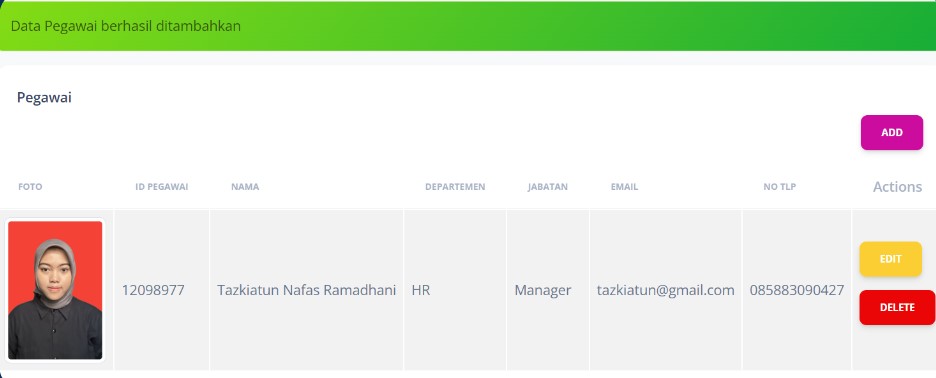 Data Pegawai berhasil ditambahkan
Pegawai
ADD
FOTO ID PEGAWAI NAMA DEPARTEMEN JABATAN EMAIL NO TLP Actions
12098977 Tazkiatun Nafas Ramadhani HR Manager tazkiatun@gmail.com 085883090427
EDIT
DELETE